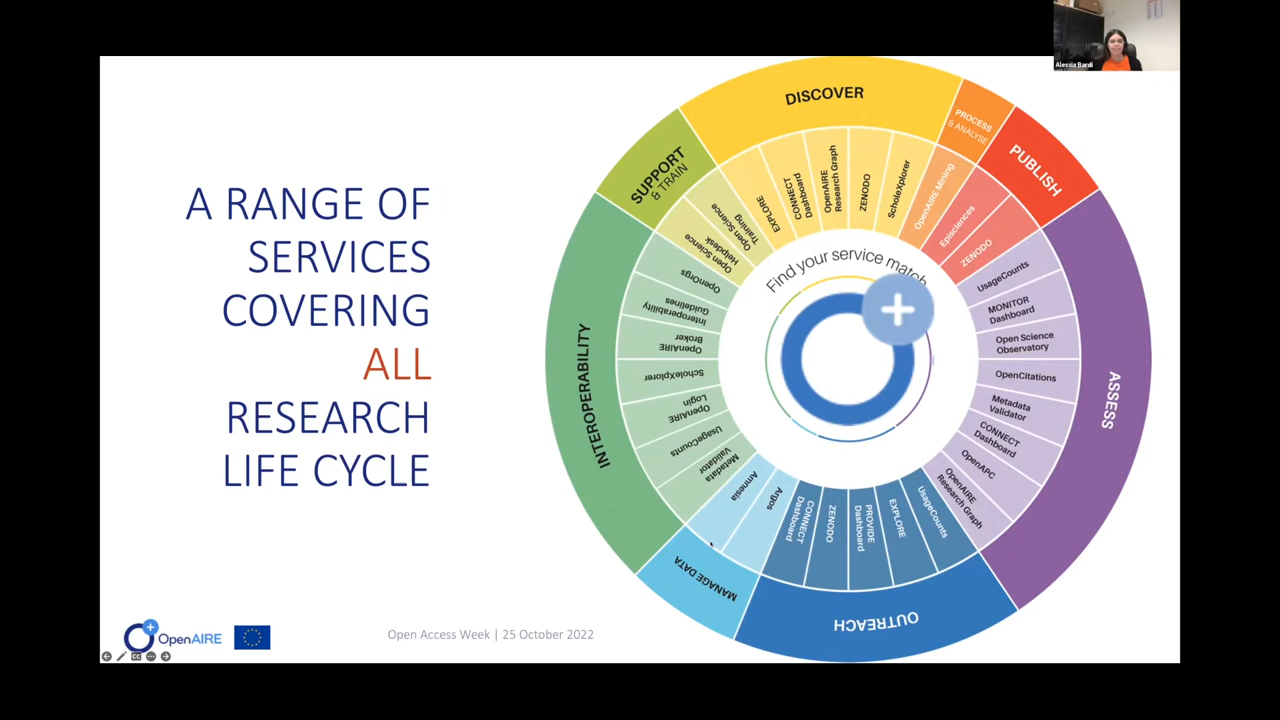 Alessia Bardi
A RANGE OF
SERVICES
COVERING
ALL
RESEARCH
LIFE CYCLE
DISCOVER
EXPLORE
CONNECT
Dashboard
OpenAIRE
Research Graph
ZENODO
ScholeXplorer
PROCESS
& ANALYSE
OpenAIRE Mining
PUBLISH
Episciences
ZENODO
ASSESS
UsageCounts
MONITOR
Dashboard
Open Science
Observatory
OpenCitations
Metadata
Validator
CONNECT
Dashboard
OpenAPC
OpenAIRE
Research Graph
OUTREACH
UsageCounts
EXPLORE
PROVIDE
Dashboard
ZENODO
CONNECT
Dashboard
MANAGE DATA
Argos
Amnesia
INTEROPERABILITY
Metadata
Validator
UsageCounts
OpenAIRE
Login
ScholeXplorer
OpenAIRE
Broker
Interoperability
Guidelines
OpenOrgs
SUPPORT
& TRAIN
Open Science
Helpdesk
Open Science
Training
Find your service match
OpenAIRE
Open Access Week | 25 October 2022